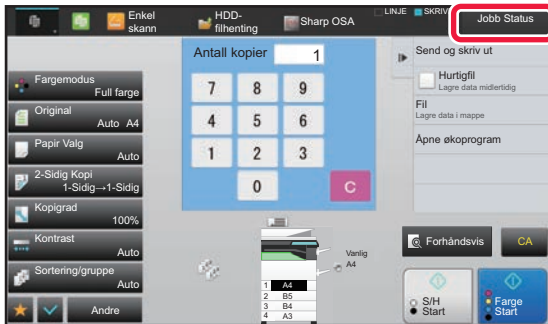 Enkel
skann
HDD-
filhenting
Sharp OSA
LINJE
SKRIV
Jobb Status
Antall kopier
1
Send og skriv ut
Hurtigfil
Lagre data midlertidig
Fil
Lagre data i mappe
Åpne økoprogram
Fargemodus
Full farge
Original
Auto A4
Papir Valg
Auto
2-Sidig Kopi
1-Sidig→1-Sidig
Kopigrad
100%
Kontrast
Auto
Sortering/gruppe
Auto
Andre
7 8 9
4 5 6
1 2 3
0 C
Vanlig
A4
1 A4
2 B5
3 B4
4 A3
Forhåndsvis
CA
S/H
Start
Farge
Start